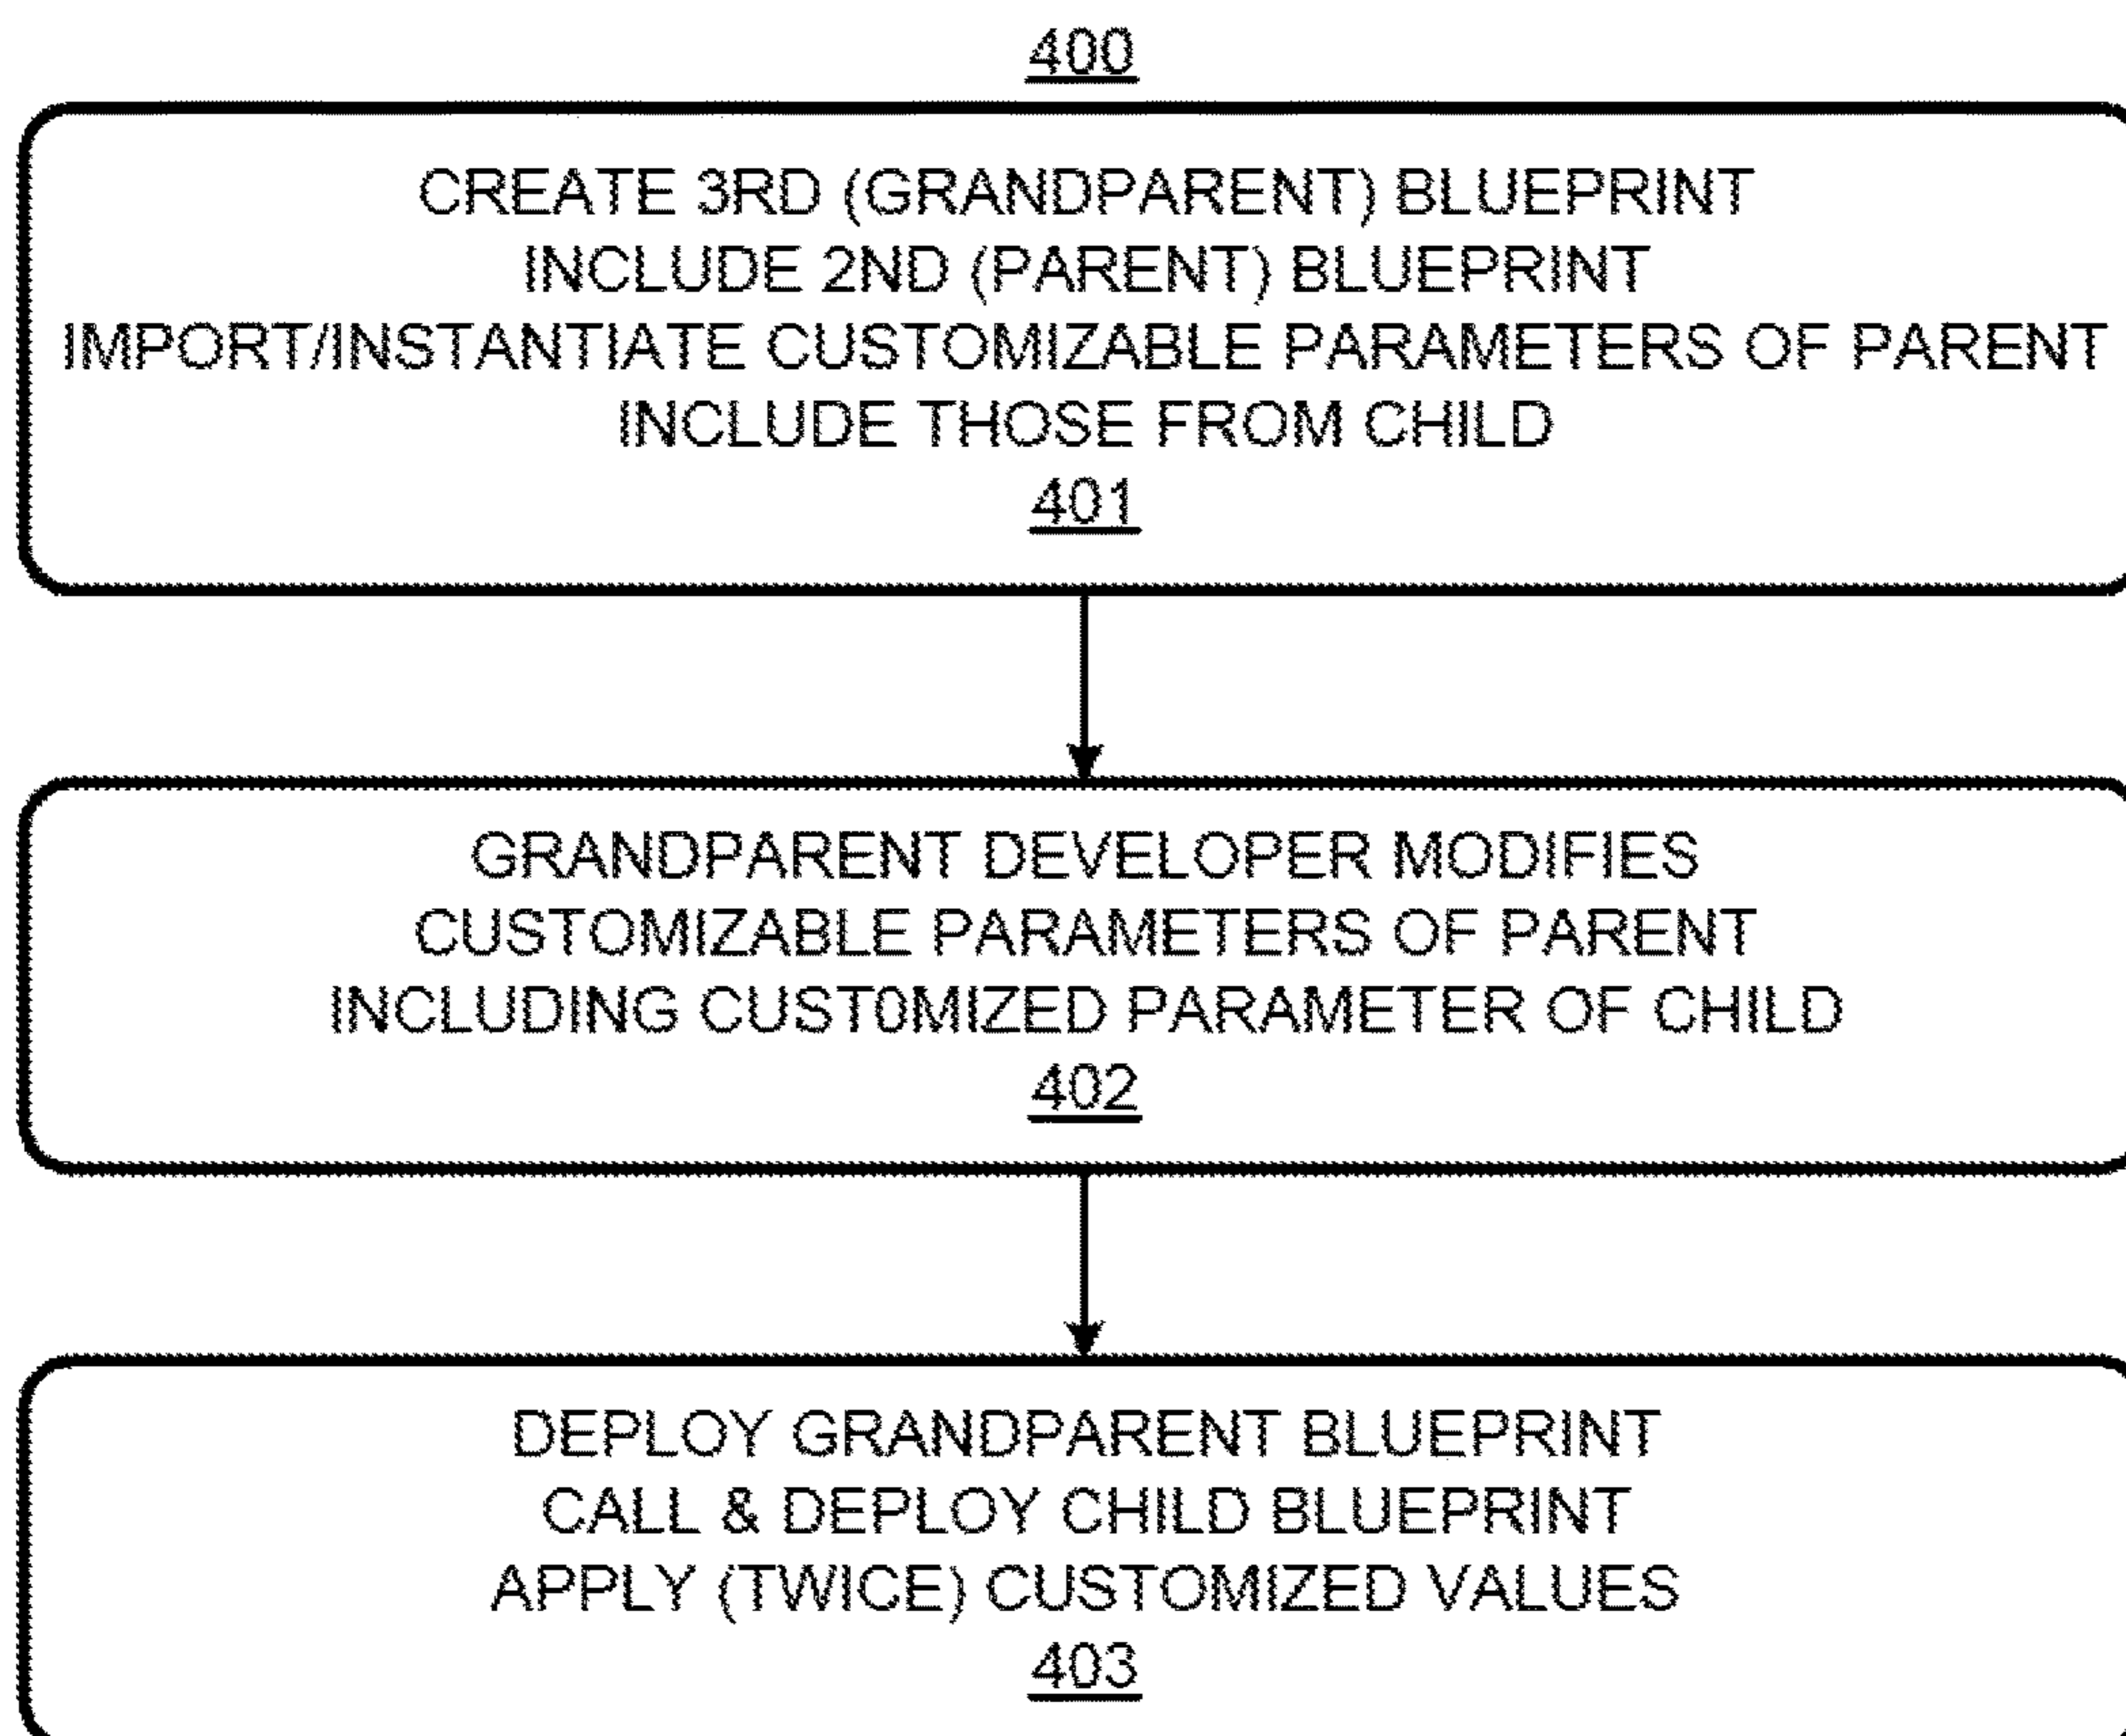 400
CREATE 3RD (GRANDPARENT) BLUEPRINT
INCLUDE 2ND (PARENT) BLUEPRINT
IMPORT/INSTANTIATE CUSTOMIZABLE PARAMETERS OF PARENT
INCLUDE THOSE FROM CHILD
401
GRANDPARENT DEVELOPER MODIFIES
CUSTOMIZABLE PARAMETERS OF PARENT
INCLUDING CUST0MIZED PARAMETER OF CHILD
402
DEPLOY GRANDPARENT BLUEPRINT
CALL & DEPLOY CHILD BLUEPRINT
APPLY (TWICE) CUSTOMIZED VALUES
403